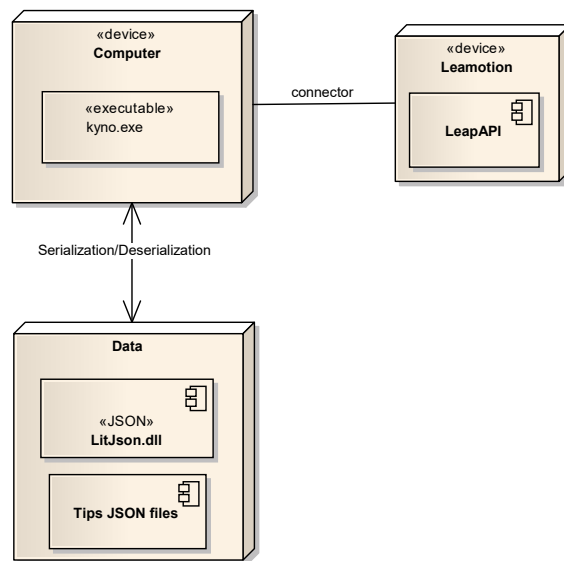 «device»
Computer
«executable»
kyno.exe
connector
«device»
Leamotion
LeapAPI
Serialization/Deserialization
Data
«JSON»
LitJson.dll
Tips JSON files